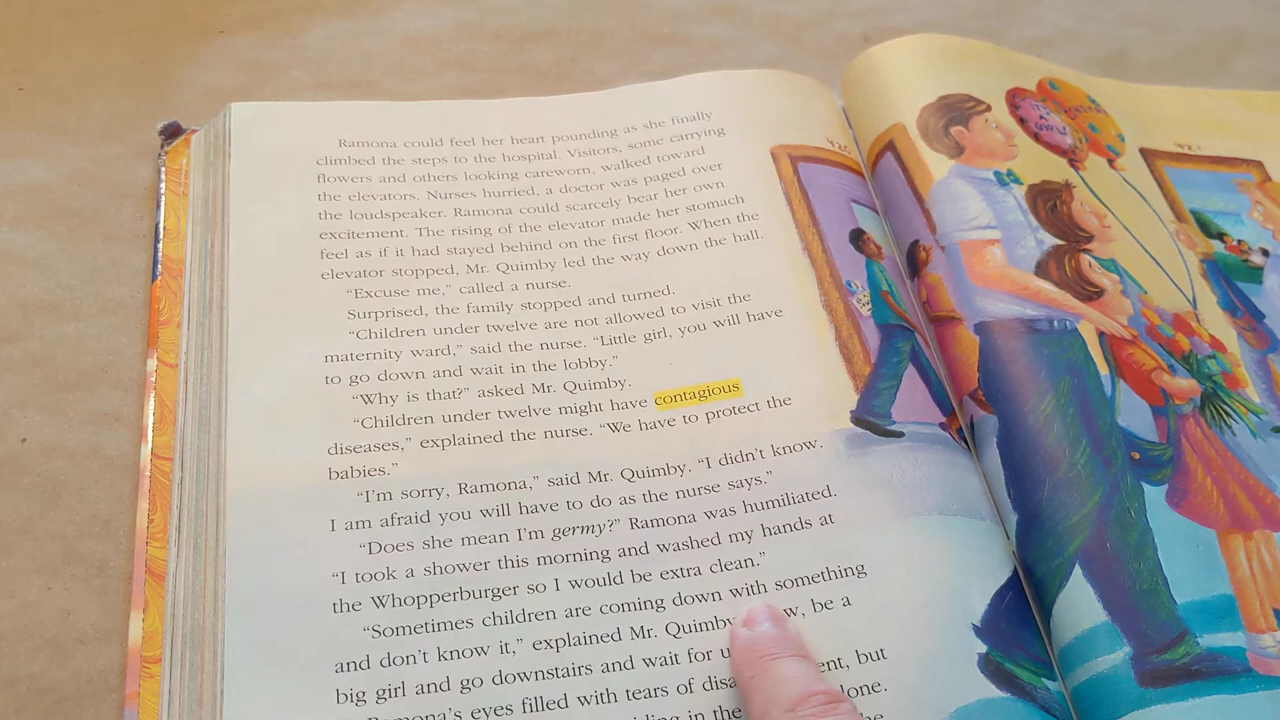 Ramona could feel her heart pounding as she finally
climbed the steps to the hospital. Visitors, some carrying
flowers and others looking careworn, walked toward
the elevators. Nurses hurried, a doctor was paged over
the loudspeaker. Ramona could scarcely bear her own
excitement. The rising of the elevator made her stomach
feel as if it had stayed behind on the first floor. When the
elevator stopped, Mr. Quimby led the way down the hall.
“Excuse me,” called a nurse.
Surprised, the family stopped and turned.
“Children under twelve are not allowed to visit the
maternity ward,” said the nurse. “Little girl, you will have
to go down and wait in the lobby.”
“Why is that?” asked Mr. Quimby.
“Children under twelve might have contagious
diseases,” explained the nurse. “We have to protect the
babies.”
“I’m sorry, Ramona,” said Mr. Quimby. “I didn’t know.
I am afraid you will have to do as the nurse says.”
“Does she mean I’m germy?” Ramona was humiliated.
“I took a shower this morning and washed my hands at
the Whopperburger so I would be extra clean.”
“Sometimes children are coming down with something
and don’t know it,” explained Mr. Quimby be a
big girl and go downstairs and wait for
Ramona’s eyes filled with tears of but
in the
420
IT'S A GIRL
421